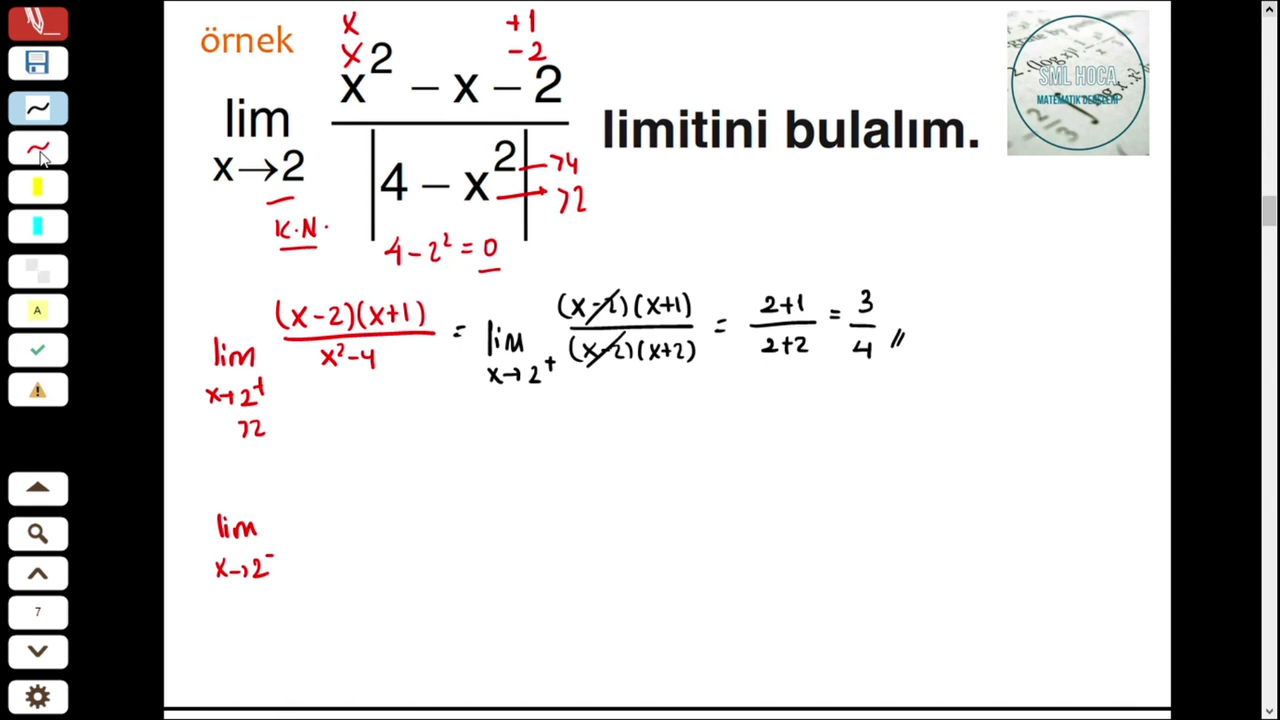 örnek
x +1
x -2
lim x→2 x² − x − 2 / |4 − x²| limitini bulalım.
>4
>2
K.N.
4-2² = 0
lim x→2⁺ (x-2)(x+1) / x²-4 = lim x→2⁺ (x-2)(x+1) / (x-2)(x+2) = 2+1 / 2+2 = 3 / 4 //
>2
lim x→2⁻
SML HOCA
MATEMATİK DERSLERİ
A
7